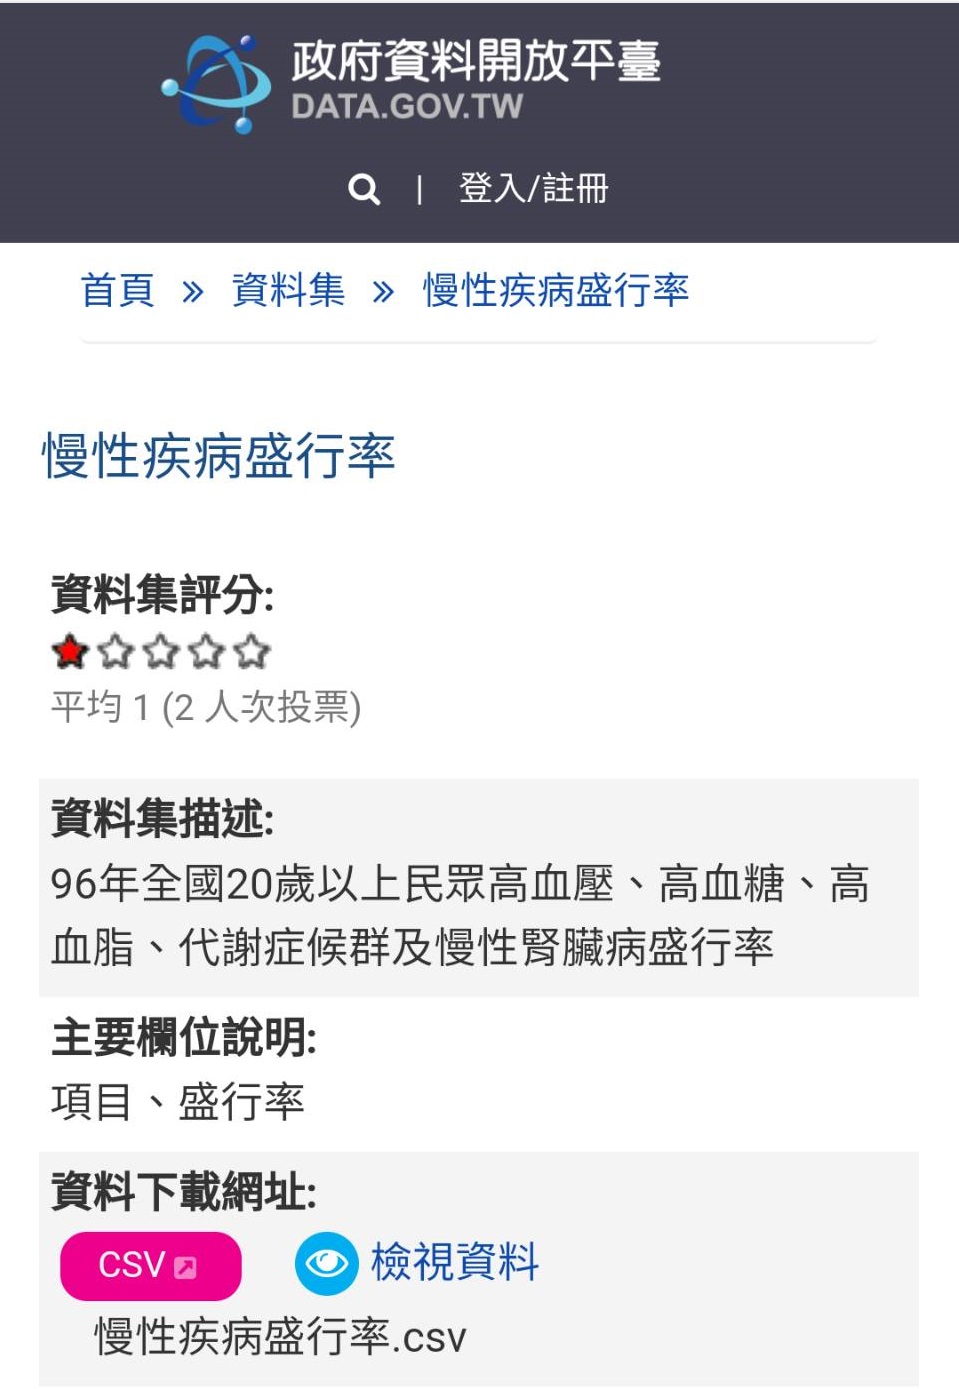 政府資料開放平臺
DATA.GOV.TW
| 登入/註冊
首頁 » 資料集 » 慢性疾病盛行率
慢性疾病盛行率
資料集評分:
平均 1 (2 人次投票)
資料集描述:
96年全國20歲以上民眾高血壓、高血糖、高
血脂、代謝症候群及慢性腎臟病盛行率
主要欄位說明:
項目、盛行率
資料下載網址:
CSV 檢視資料
慢性疾病盛行率.csv